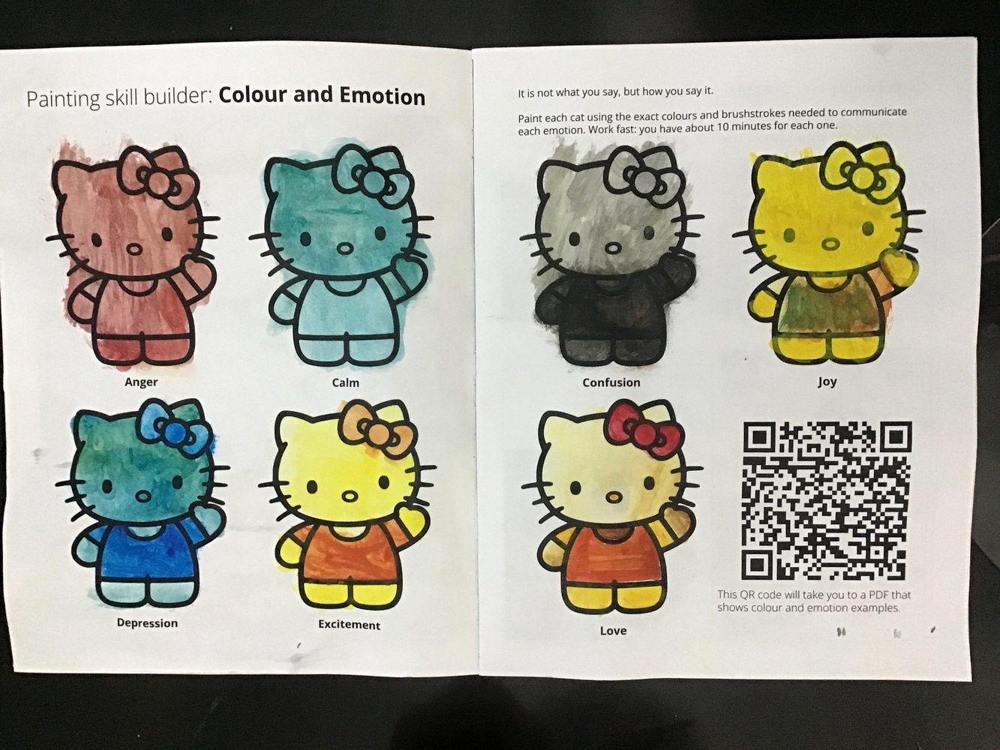 Painting skill builder: Colour and Emotion
Anger
Calm
Depression
Excitement
It is not what you say, but how you say it.
Paint each cat using the exact colours and brushstrokes needed to communicate
each emotion. Work fast: you have about 10 minutes for each one.
Confusion
Joy
Love
This QR code will take you to a PDF that
shows colour and emotion examples.